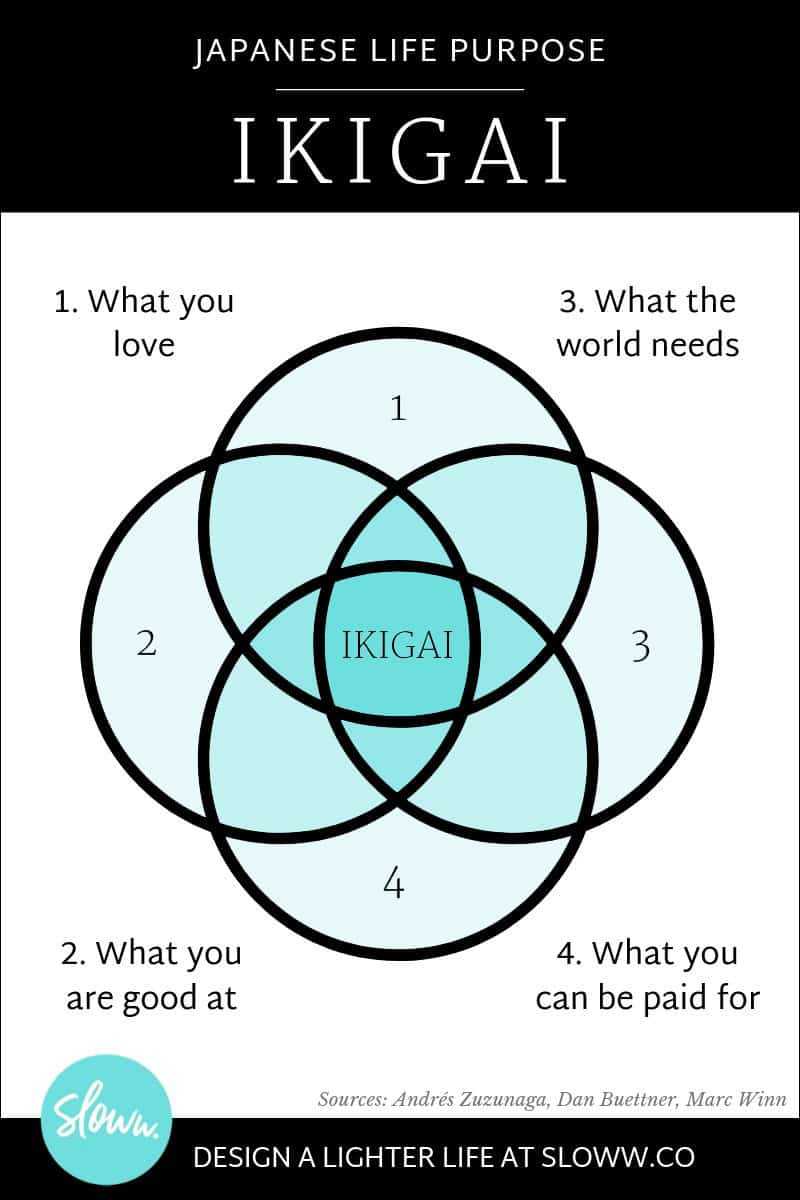 JAPANESE LIFE PURPOSE
IKIGAI
1. What you
love
3. What the
world needs
1
2
IKIGAI
3
4
2. What you
are good at
4. What you
can be paid for
Sources: Andrés Zuzunaga, Dan Buettner, Marc Winn
sloww.
DESIGN A LIGHTER LIFE AT SLOWW.CO